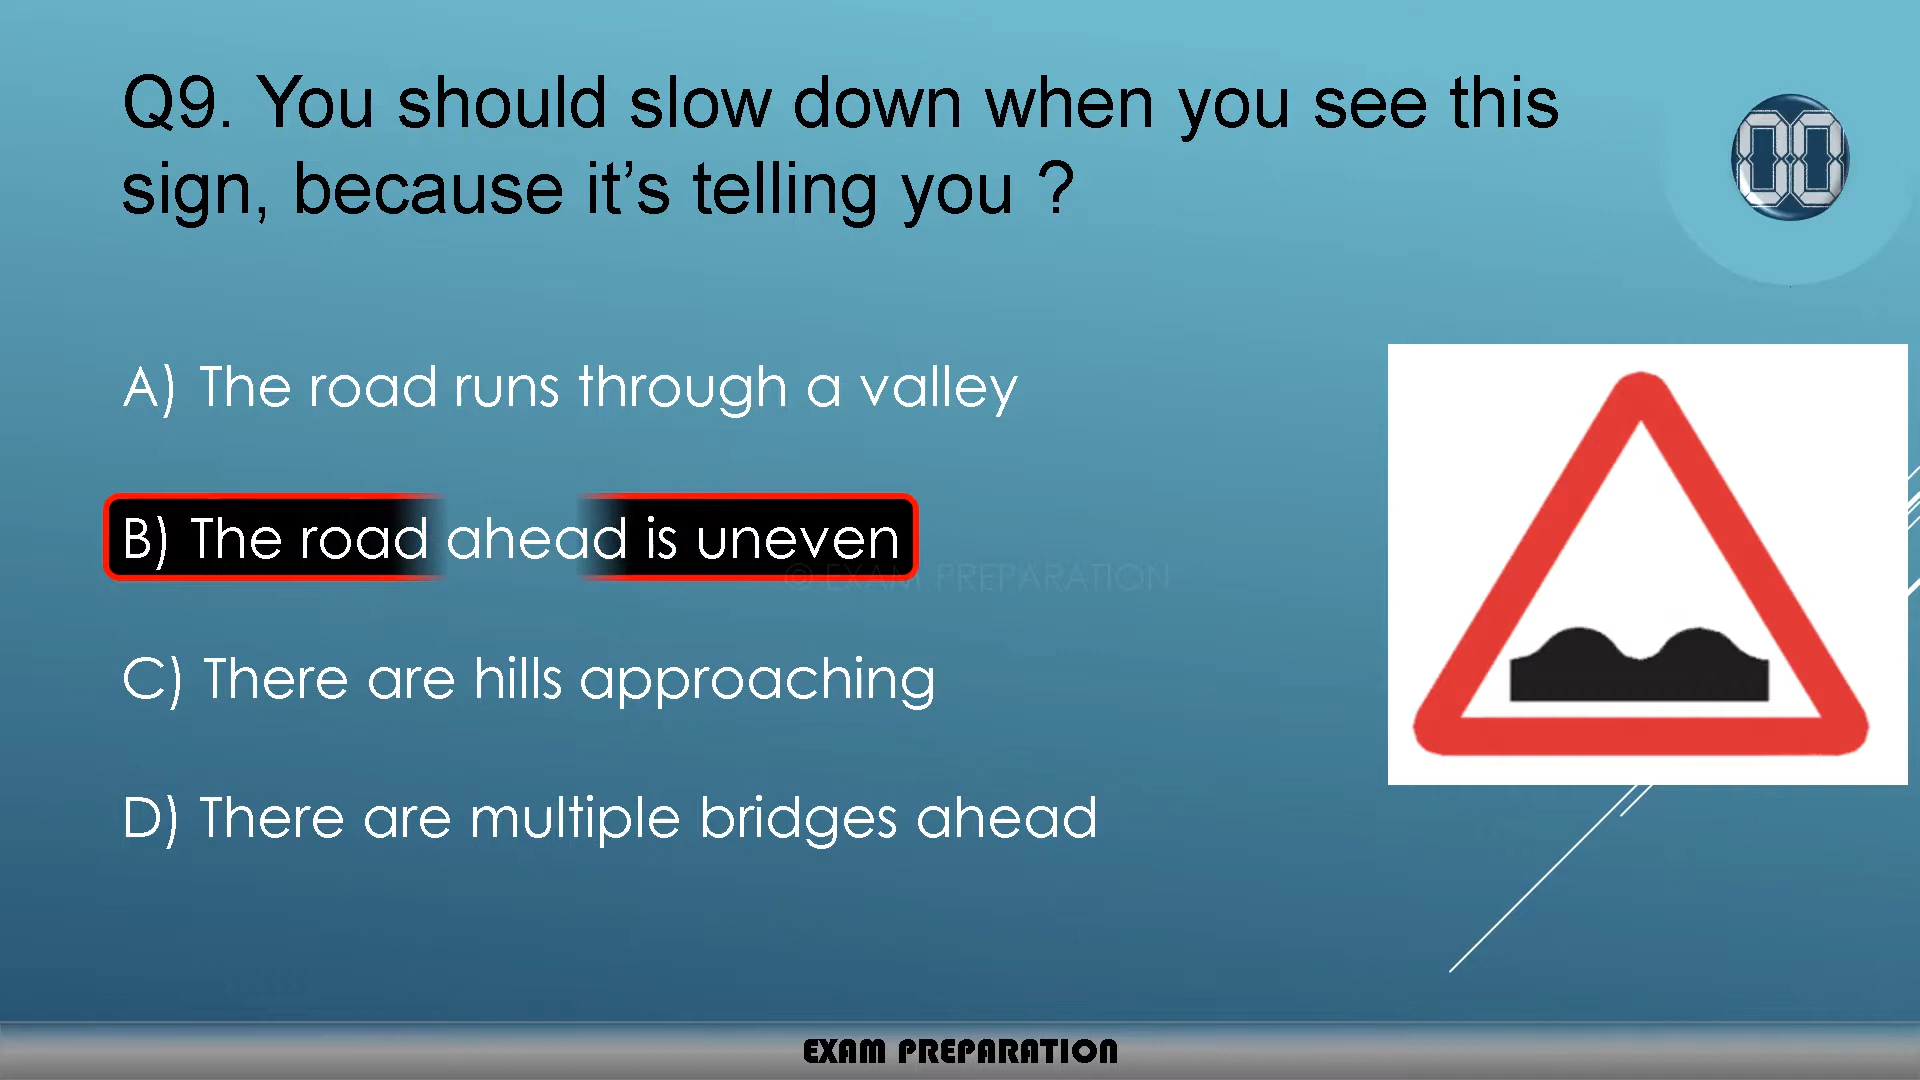 Q9. You should slow down when you see this
sign, because it’s telling you ?
00
A) The road runs through a valley
B) The road ahead is uneven
© EXAM PREPARATION
C) There are hills approaching
D) There are multiple bridges ahead
EXAM PREPARATION